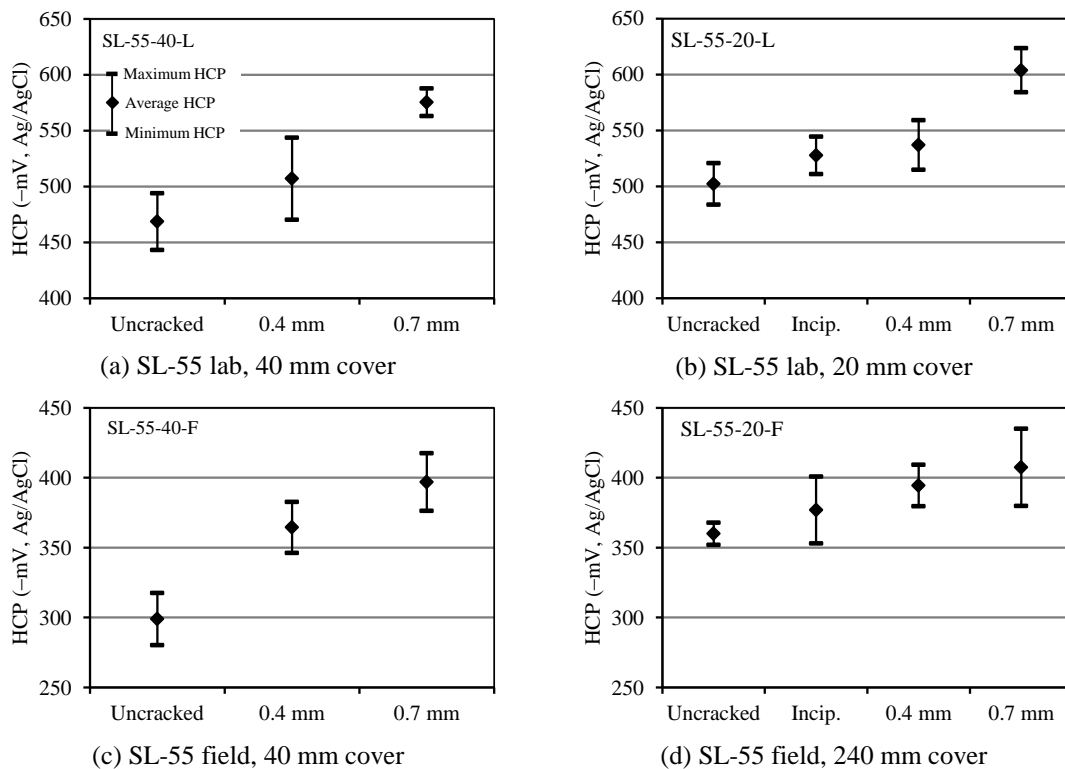 SL-55-40-L
Maximum HCP
Average HCP
Minimum HCP
HCP (–mV, Ag/AgCl)
650
600
550
500
450
400
Uncracked 0.4 mm 0.7 mm
(a) SL-55 lab, 40 mm cover
SL-55-20-L
HCP (–mV, Ag/AgCl)
650
600
550
500
450
400
Uncracked Incip. 0.4 mm 0.7 mm
(b) SL-55 lab, 20 mm cover
SL-55-40-F
HCP (–mV, Ag/AgCl)
450
400
350
300
250
Uncracked 0.4 mm 0.7 mm
(c) SL-55 field, 40 mm cover
SL-55-20-F
HCP (–mV, Ag/AgCl)
450
400
350
300
250
Uncracked Incip. 0.4 mm 0.7 mm
(d) SL-55 field, 240 mm cover